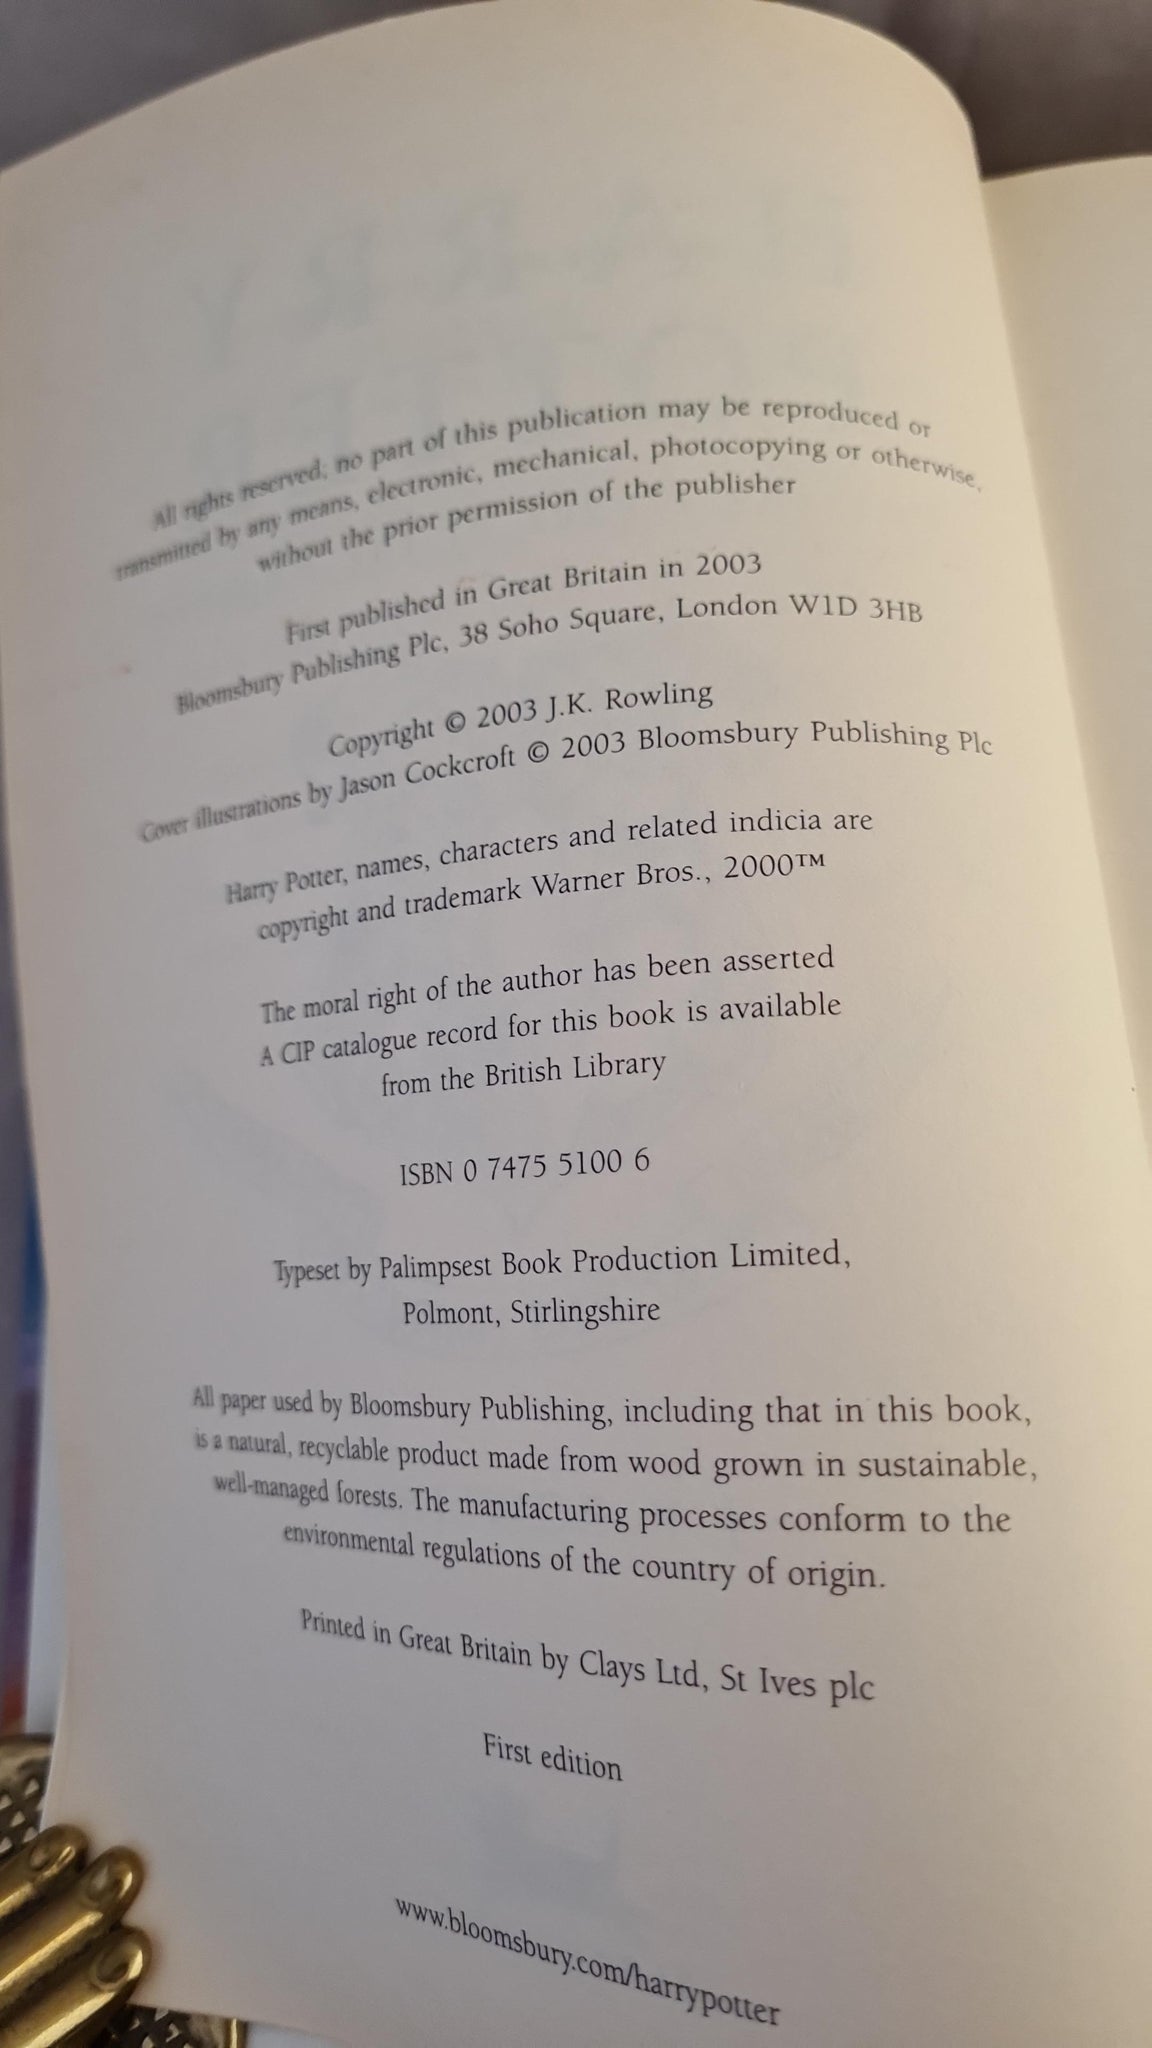 All rights reserved; no part of this publication may be reproduced or
transmitted by any means, electronic, mechanical, photocopying or otherwise,
without the prior permission of the publisher
First published in Great Britain in 2003
Bloomsbury Publishing Plc, 38 Soho Square, London W1D 3HB
Copyright © 2003 J.K. Rowling
Cover illustrations by Jason Cockcroft © 2003 Bloomsbury Publishing Plc
Harry Potter, names, characters and related indicia are
copyright and trademark Warner Bros., 2000™
The moral right of the author has been asserted
A CIP catalogue record for this book is available
from the British Library
ISBN 0 7475 5100 6
Typeset by Palimpsest Book Production Limited,
Polmont, Stirlingshire
All paper used by Bloomsbury Publishing, including that in this book,
is a natural, recyclable product made from wood grown in sustainable,
well-managed forests. The manufacturing processes conform to the
environmental regulations of the country of origin.
Printed in Great Britain by Clays Ltd, St Ives plc
First edition
www.bloomsbury.com/harrypotter